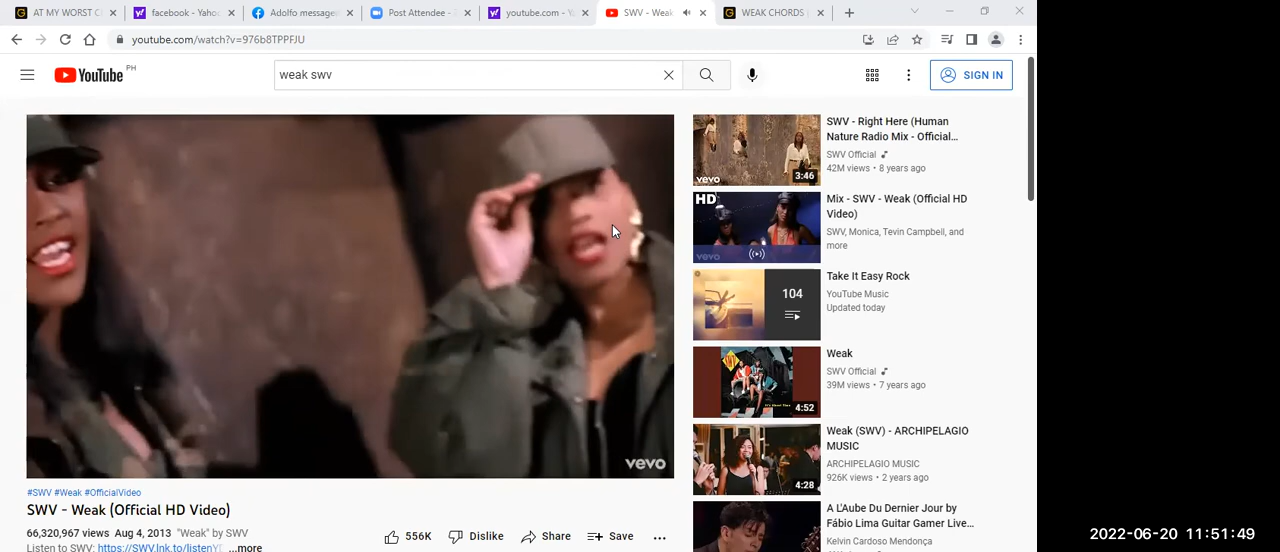 AT MY WORST C
facebook - Yahoo
Adolfo message
Post Attendee -
youtube.com - Y
SWV - Weak
WEAK CHORDS
youtube.com/watch?v=976b8TPPFJU
YouTube PH
weak swv
SIGN IN
vevo
#SWV #Weak #OfficialVideo
SWV - Weak (Official HD Video)
66,320,967 views Aug 4, 2013 "Weak" by SWV
Listen to SWV: https://SWV.lnk.to/listenYD ...more
556K
Dislike
Share
Save
vevo
3:46
SWV - Right Here (Human
Nature Radio Mix - Official...
SWV Official
42M views • 8 years ago
HD
vevo
Mix - SWV - Weak (Official HD
Video)
SWV, Monica, Tevin Campbell, and
more
104
Take It Easy Rock
YouTube Music
Updated today
4:52
Weak
SWV Official
39M views • 7 years ago
4:28
Weak (SWV) - ARCHIPELAGIO
MUSIC
ARCHIPELAGIO MUSIC
926K views • 2 years ago
A L'Aube Du Dernier Jour by
Fábio Lima Guitar Gamer Live...
Kelvin Cardoso Mendonça
2022-06-20 11:51:49